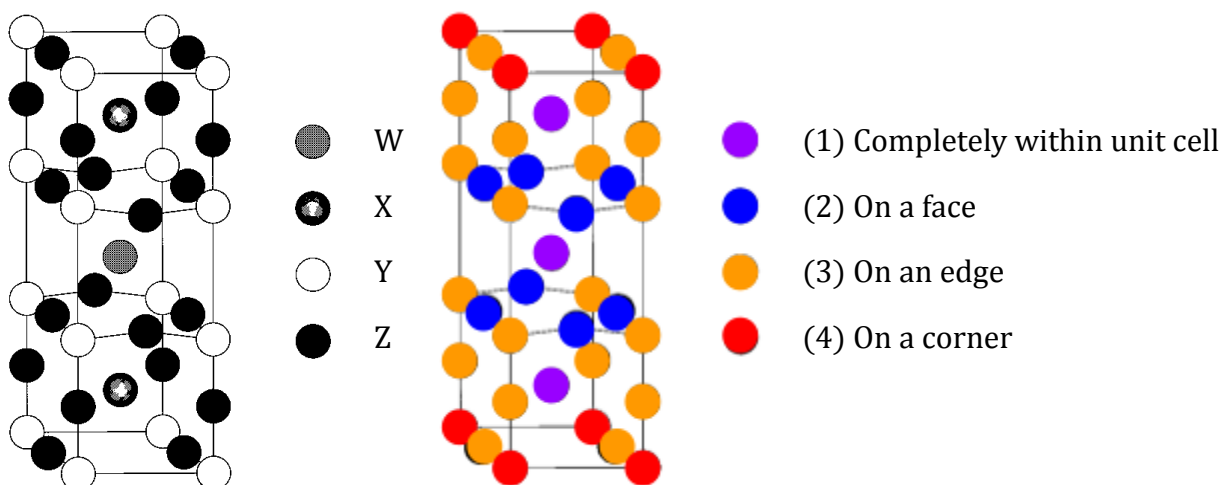 W
X
Y
Z
(1) Completely within unit cell
(2) On a face
(3) On an edge
(4) On a corner